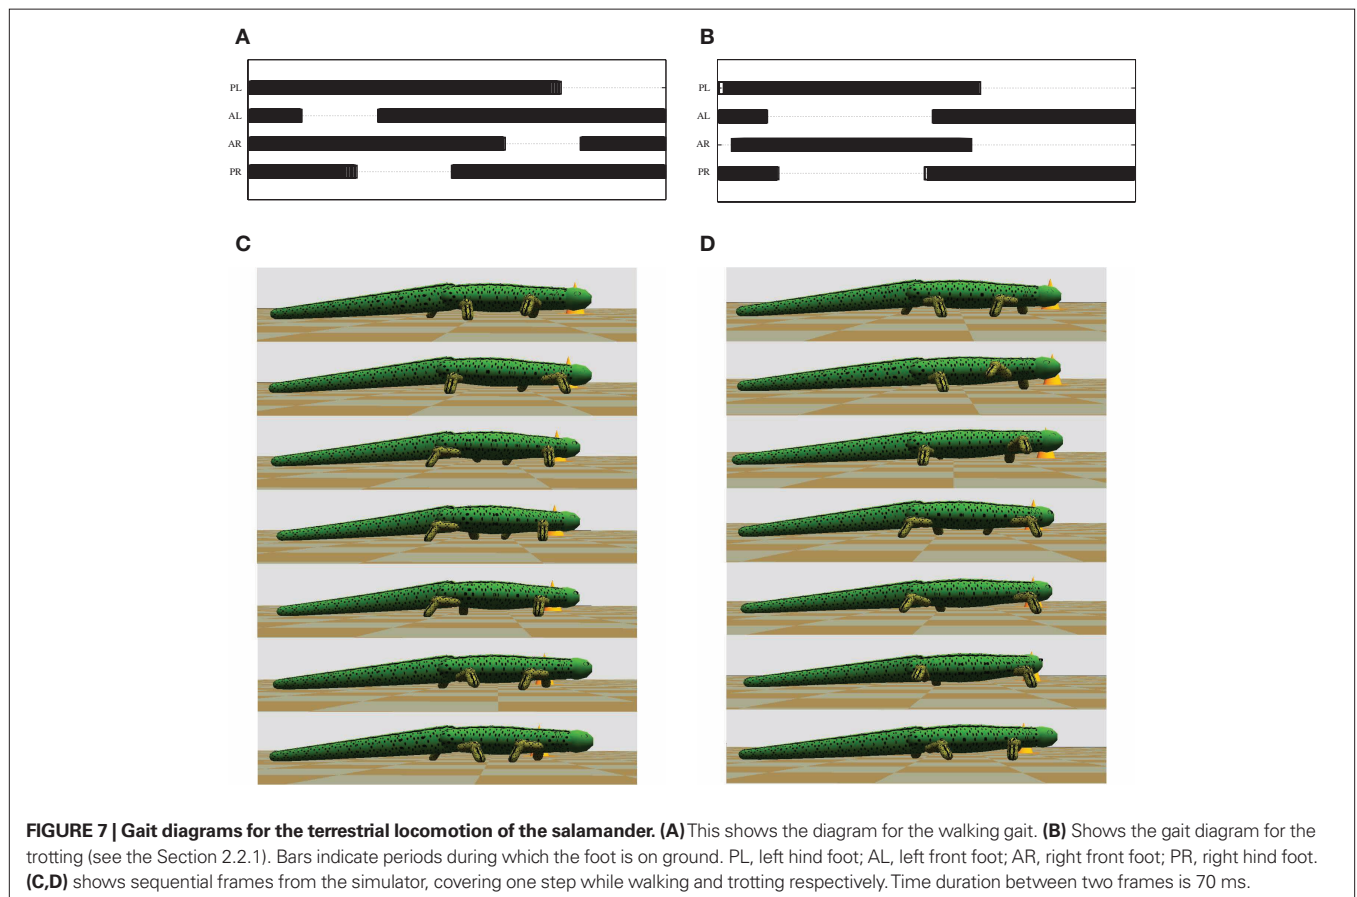 A
B
PL
AL
AR
PR
PL
AL
AR
PR
C
D
FIGURE 7 | Gait diagrams for the terrestrial locomotion of the salamander. (A) This shows the diagram for the walking gait. (B) Shows the gait diagram for the
trotting (see the Section 2.2.1). Bars indicate periods during which the foot is on ground. PL, left hind foot; AL, left front foot; AR, right front foot; PR, right hind foot.
(C,D) shows sequential frames from the simulator, covering one step while walking and trotting respectively. Time duration between two frames is 70 ms.